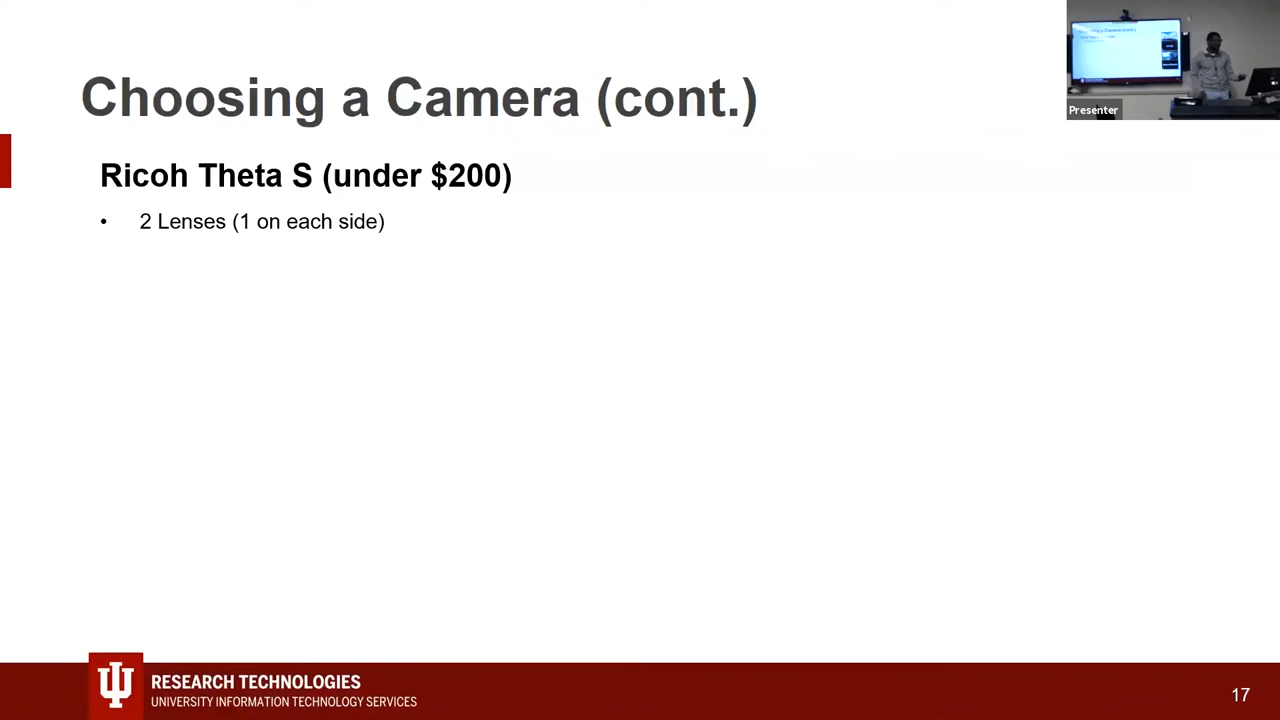 Choosing a Camera (cont.)
Presenter
Ricoh Theta S (under $200)
• 2 Lenses (1 on each side)
RESEARCH TECHNOLOGIES
UNIVERSITY INFORMATION TECHNOLOGY SERVICES
17